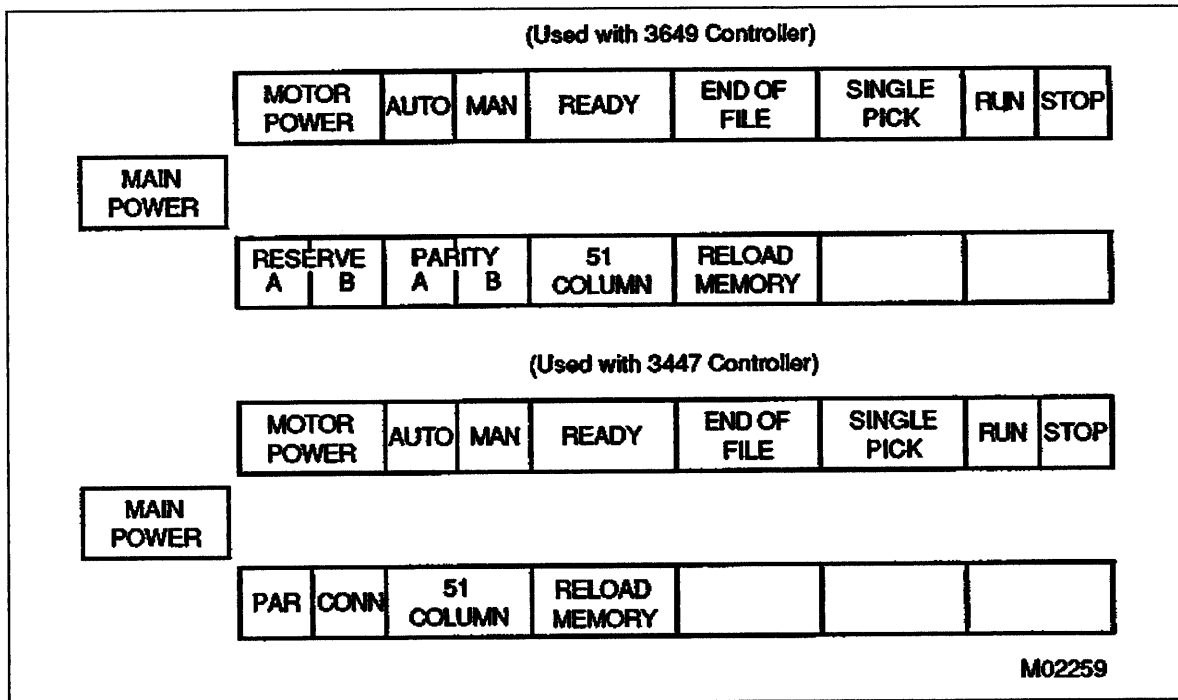 (Used with 3649 Controller)
MOTOR POWER AUTO MAN READY END OF FILE SINGLE PICK RUN STOP
MAIN POWER
RESERVE A B PARITY A B 51 COLUMN RELOAD MEMORY
(Used with 3447 Controller)
MOTOR POWER AUTO MAN READY END OF FILE SINGLE PICK RUN STOP
MAIN POWER
PAR CONN 51 COLUMN RELOAD MEMORY
M02259